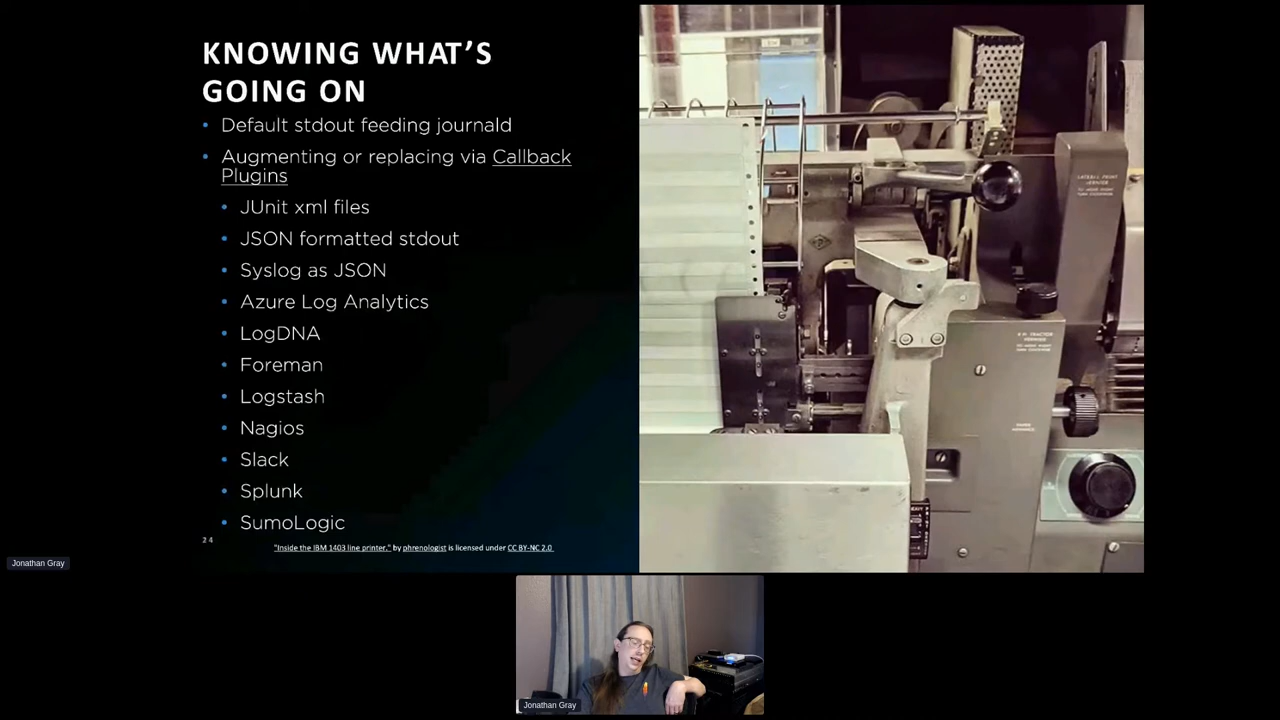 KNOWING WHAT'S
GOING ON
Default stdout feeding journald
Augmenting or replacing via Callback
Plugins
JUnit xml files
JSON formatted stdout
Syslog as JSON
Azure Log Analytics
LogDNA
Foreman
Logstash
Nagios
Slack
Splunk
SumoLogic
24
"Inside the IBM 1403 line printer." by phrenologist is licensed under CC BY-NC 2.0
Jonathan Gray
Jonathan Gray